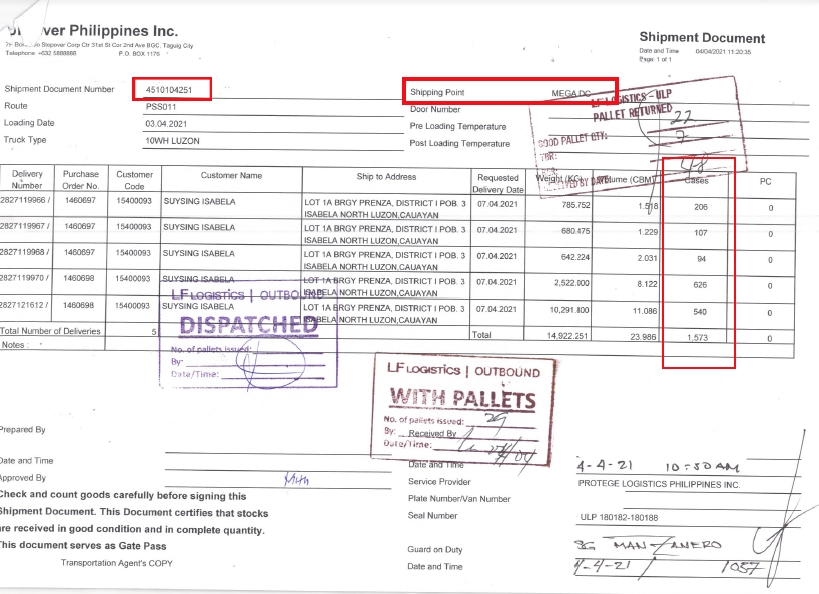 over Philippines Inc.
Stepover Corp Ctr 31st St Cor 2nd Ave BGC, Taguig City
Telephone +632 5888888 P.O. BOX 1176
Shipment Document
Date and Time 04/04/2021 11:20:35
Page: 1 of 1
Shipment Document Number 4510104251
Shipping Point MEGA DC
Route PSS011
Door Number
Loading Date 03.04.2021
Pre Loading Temperature
Truck Type 10WH LUZON
Post Loading Temperature
LF LOGISTICS - ULP
PALLET RETURNED
GOOD PALLET QTY: 22
TBR: 7
Delivery Number Purchase Order No. Customer Code Customer Name Ship to Address Requested Delivery Date Weight (KG) Volume (CBM) Cases PC
2827119966 / 1460697 15400093 SUYSING ISABELA LOT 1A BRGY PRENZA, DISTRICT I POB. 3 07.04.2021 785.752 1.518 206 0
ISABELA NORTH LUZON,CAUAYAN
2827119967 / 1460697 15400093 SUYSING ISABELA LOT 1A BRGY PRENZA, DISTRICT I POB. 3 07.04.2021 680.475 1.229 107 0
ISABELA NORTH LUZON,CAUAYAN
2827119968 / 1460697 15400093 SUYSING ISABELA LOT 1A BRGY PRENZA, DISTRICT I POB. 3 07.04.2021 642.224 2.031 94 0
ISABELA NORTH LUZON,CAUAYAN
2827119970 / 1460698 15400093 SUYSING ISABELA LOT 1A BRGY PRENZA, DISTRICT I POB. 3 07.04.2021 2,522.000 8.122 626 0
ISABELA NORTH LUZON,CAUAYAN
2827121612 / 1460698 15400093 SUYSING ISABELA LOT 1A BRGY PRENZA, DISTRICT I POB. 3 07.04.2021 10,291.800 11.086 540 0
ISABELA NORTH LUZON,CAUAYAN
Total Number of Deliveries 5 Total 14,922.251 23.986 1,573 0
Notes :
LF LOGISTICS | OUTBOUND
DISPATCHED
No. of pallets issued:
By:
Date/Time:
LF LOGISTICS | OUTBOUND
WITH PALLETS
No. of pallets issued: 29
By:
Date/Time:
Prepared By
Received By
Date and Time
Date and Time 4-4-21 10:50AM
Approved By
Service Provider IPROTEGE LOGISTICS PHILIPPINES INC.
Check and count goods carefully before signing this
Plate Number/Van Number
Shipment Document. This Document certifies that stocks
Seal Number ULP 180182-180188
are received in good condition and in complete quantity.
This document serves as Gate Pass
Guard on Duty SG MANZANERO
Transportation Agent's COPY
Date and Time 4-4-21 1057